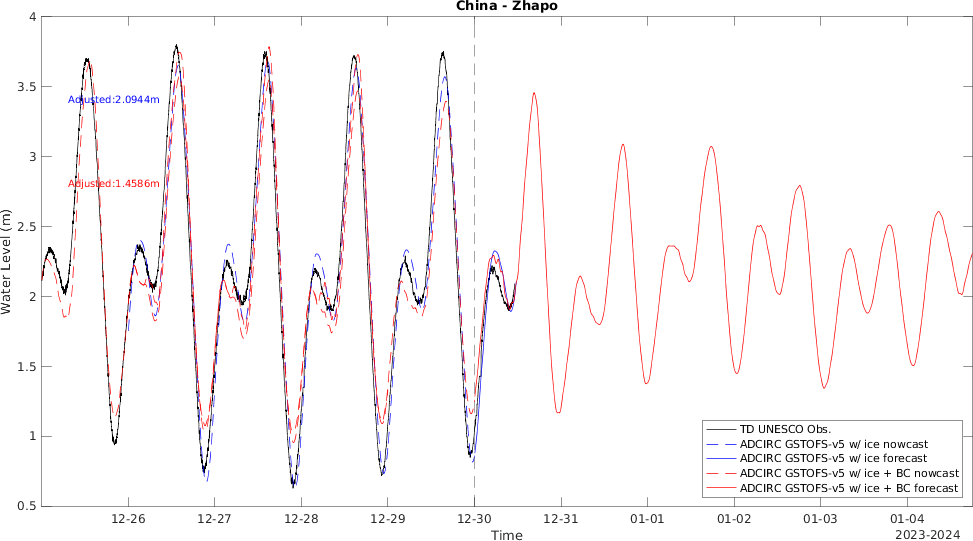 China - Zhapo
4
3.5
3
2.5
2
1.5
1
0.5
Water Level (m)
Adjusted:2.0944m
Adjusted:1.4586m
TD UNESCO Obs.
ADCIRC GSTOFS-v5 w/ ice nowcast
ADCIRC GSTOFS-v5 w/ ice forecast
ADCIRC GSTOFS-v5 w/ ice + BC nowcast
ADCIRC GSTOFS-v5 w/ ice + BC forecast
12-26 12-27 12-28 12-29 12-30 12-31 01-01 01-02 01-03 01-04
2023-2024
Time